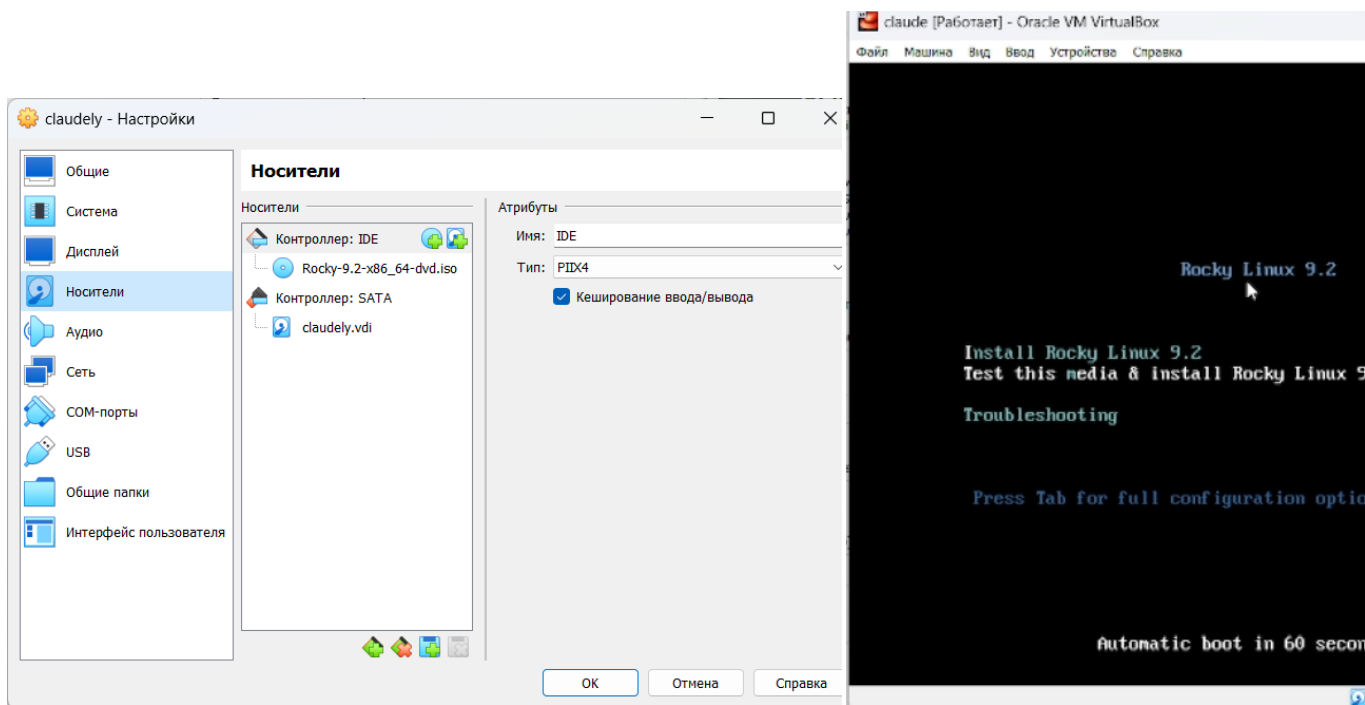 claudely - Настройки
Общие
Система
Дисплей
Носители
Аудио
Сеть
COM-порты
USB
Общие папки
Интерфейс пользователя
Носители
Носители
Контроллер: IDE
Rocky-9.2-x86_64-dvd.iso
Контроллер: SATA
claudely.vdi
Атрибуты
Имя: IDE
Тип: PIIX4
Кеширование ввода/вывода
OK
Отмена
Справка
claude [Работает] - Oracle VM VirtualBox
Файл Машина Вид Ввод Устройства Справка
Rocky Linux 9.2
Install Rocky Linux 9.2
Test this media & install Rocky Linux 9
Troubleshooting
Press Tab for full configuration optio
Automatic boot in 60 secon